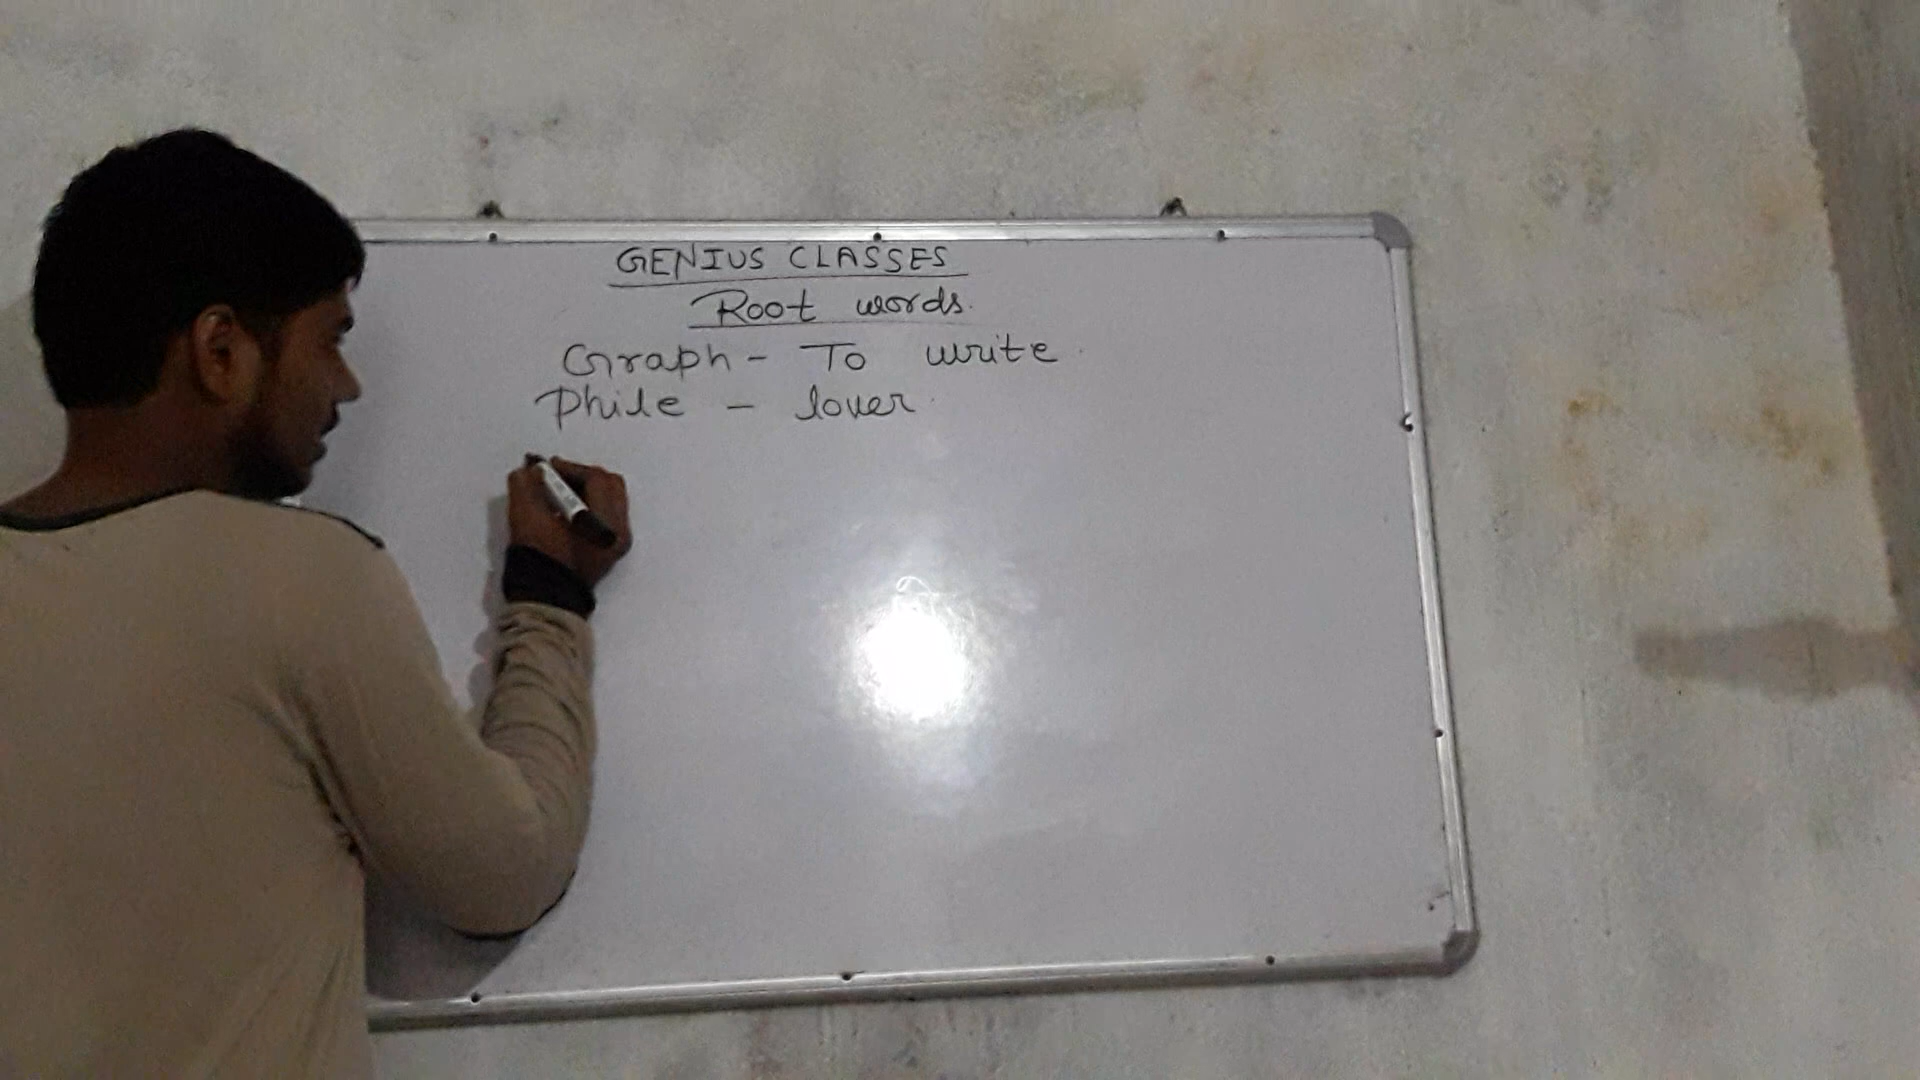 GENIUS CLASSES
Root words.
Graph - To write.
Phile - lover.